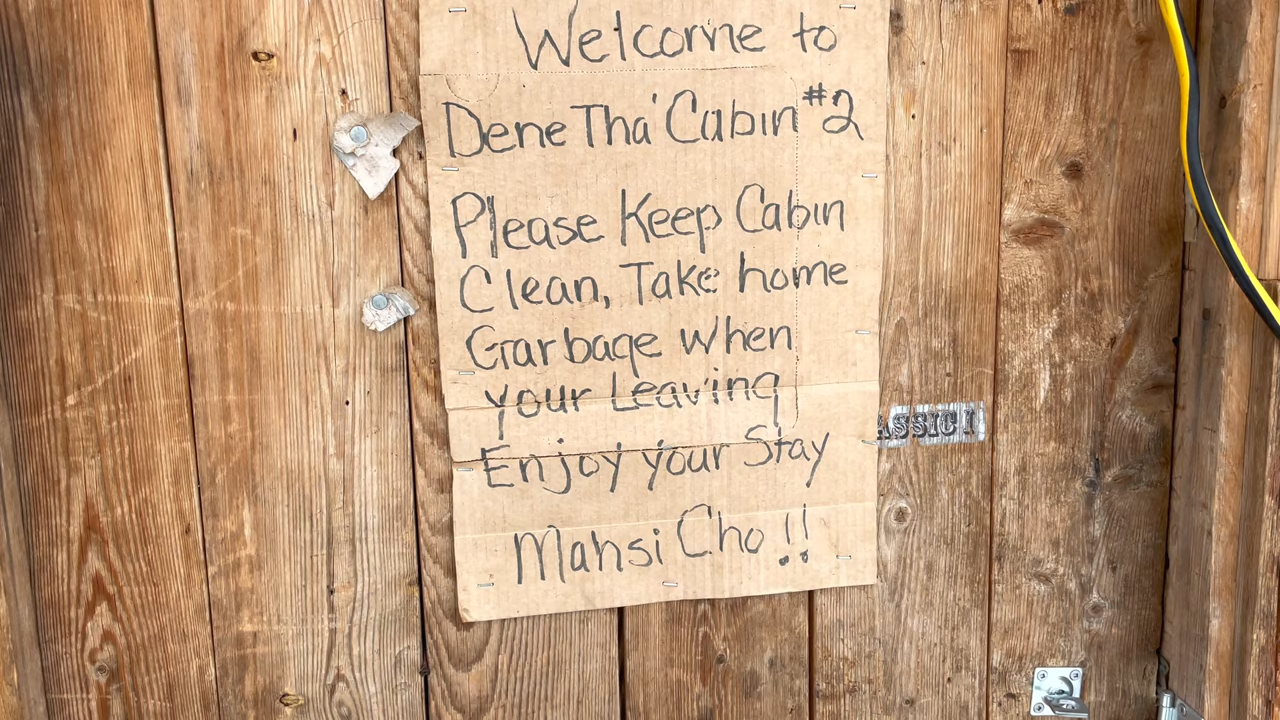 Welcome to
Dene Tha' Cabin #2
Please Keep Cabin
Clean, Take home
Garbage when
your Leaving
Enjoy your Stay
Mahsi Cho !!
ASSIC I